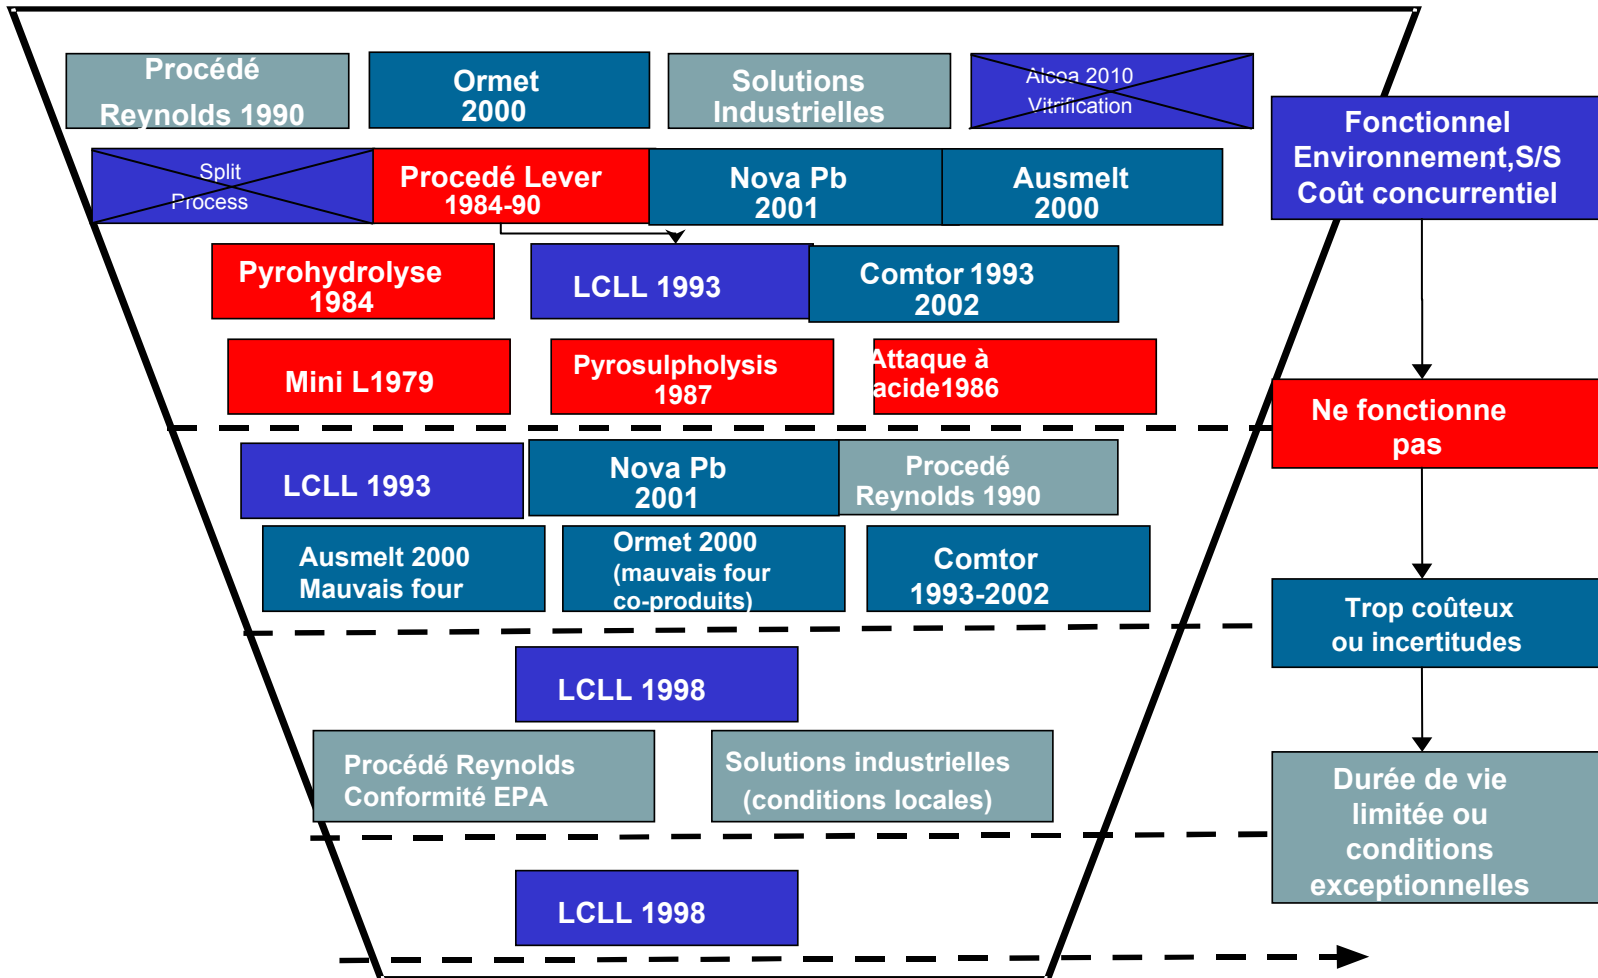 Procédé
Reynolds 1990
Ormet
2000
Solutions
Industrielles
Alcoa 2010
Vitrification
Split
Process
Procedé Lever
1984-90
Nova Pb
2001
Ausmelt
2000
Pyrohydrolyse
1984
LCLL 1993
Comtor 1993
2002
Mini L1979
Pyrosulpholysis
1987
Attaque à
acide1986
LCLL 1993
Nova Pb
2001
Procedé
Reynolds 1990
Ausmelt 2000
Mauvais four
Ormet 2000
(mauvais four
co-produits)
Comtor
1993-2002
LCLL 1998
Procédé Reynolds
Conformité EPA
Solutions industrielles
(conditions locales)
LCLL 1998
Fonctionnel
Environnement,S/S
Coût concurrentiel
Ne fonctionne
pas
Trop coûteux
ou incertitudes
Durée de vie
limitée ou
conditions
exceptionnelles